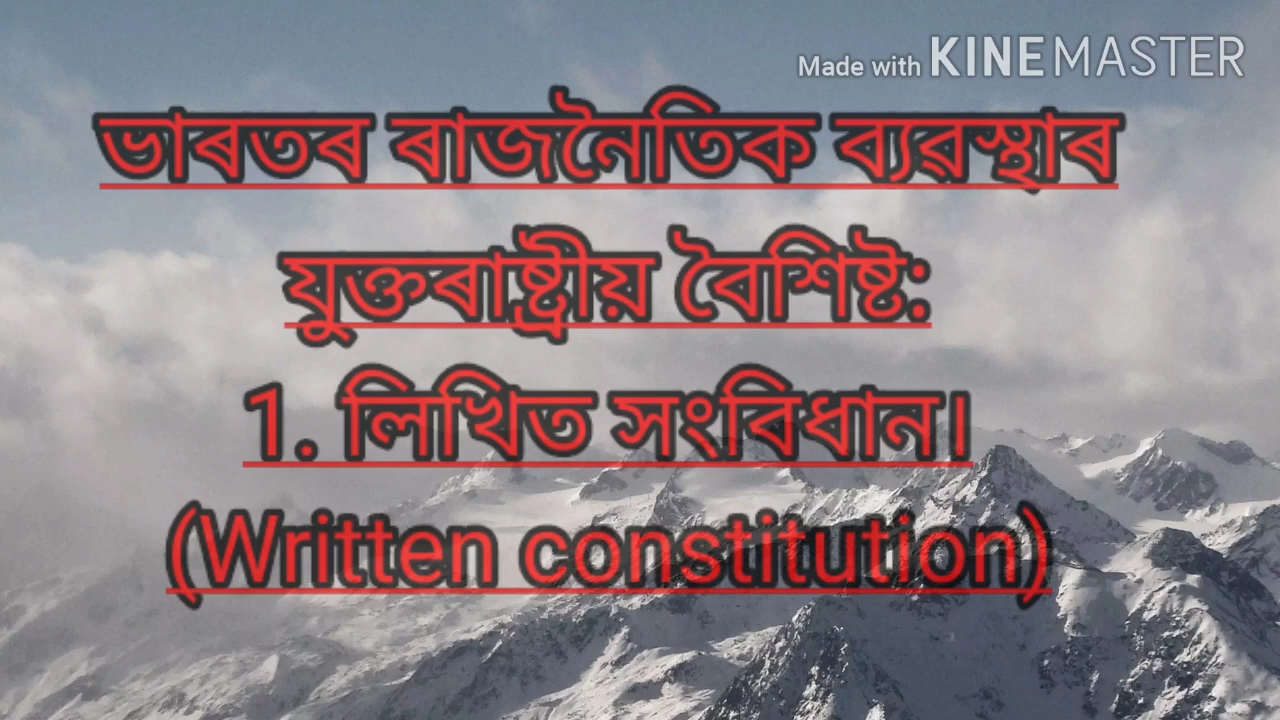 Made with KINEMASTER
ভাৰতৰ ৰাজনৈতিক ব্যৱস্থাৰ
যুক্তৰাষ্ট্ৰীয় বৈশিষ্ট:
1. লিখিত সংবিধান।
(Written constitution)